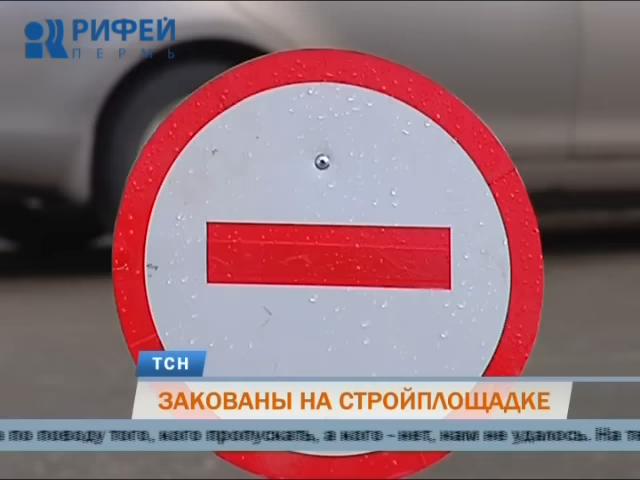 РИФЕЙ
ПЕРМЬ
ТСН
ЗАКОВАНЫ НА СТРОЙПЛОЩАДКЕ
по поводу того, кого пропускать, а кого - нет, нам не удалось. На